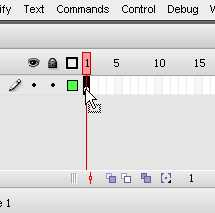 ify Text Commands Control Debug W
1 5 10 15
1
e 1